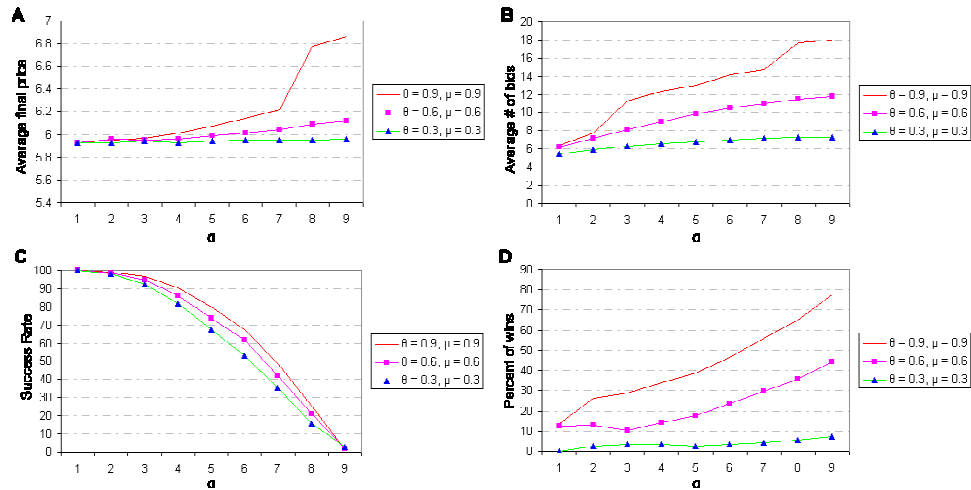 A
Average final price
7
6.8
6.6
6.4
6.2
6
5.8
5.6
5.4
1 2 3 4 5 6 7 8 9
α
θ = 0.9, μ = 0.9
θ = 0.6, μ = 0.6
θ = 0.3, μ = 0.3
B
Average # of bids
20
18
16
14
12
10
8
6
4
2
0
1 2 3 4 5 6 7 8 9
α
θ = 0.9, μ = 0.9
θ = 0.6, μ = 0.6
θ = 0.3, μ = 0.3
C
Success Rate
100
90
80
70
60
50
40
30
20
10
0
1 2 3 4 5 6 7 8 9
α
θ = 0.9, μ = 0.9
θ = 0.6, μ = 0.6
θ = 0.3, μ = 0.3
D
Percent of wins
90
80
70
60
50
40
30
20
10
0
1 2 3 4 5 6 7 8 9
α
θ = 0.9, μ = 0.9
θ = 0.6, μ = 0.6
θ = 0.3, μ = 0.3